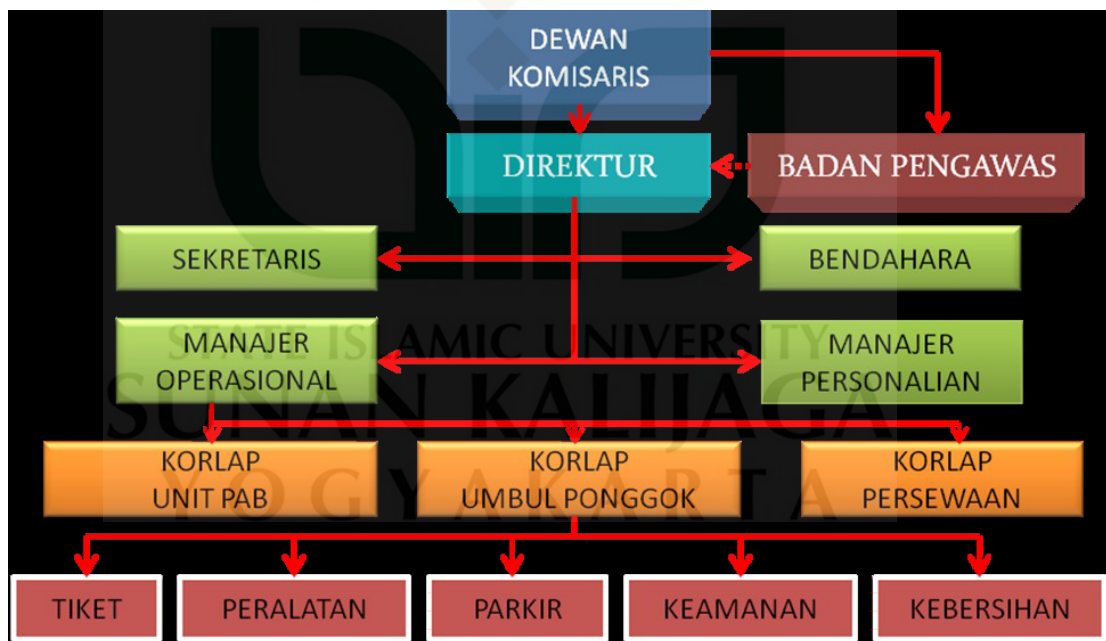 DEWAN
KOMISARIS
DIREKTUR
BADAN PENGAWAS
SEKRETARIS
BENDAHARA
STATE ISLAMIC UNIVERSITY
MANAJER
OPERASIONAL
MANAJER
PERSONALIAN
SUNAN KALIJAGA
KORLAP
UNIT PAB
KORLAP
UMBUL PONGGOK
KORLAP
PERSEWAAN
YOGYAKARTA
TIKET
PERALATAN
PARKIR
KEAMANAN
KEBERSIHAN